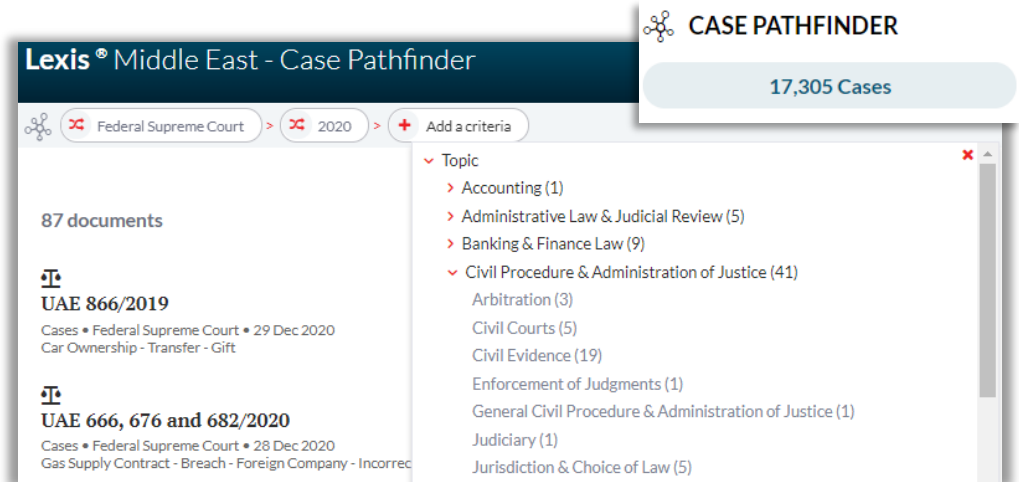 CASE PATHFINDER
17,305 Cases
Lexis ® Middle East - Case Pathfinder
Federal Supreme Court > 2020 > + Add a criteria
87 documents
UAE 866/2019
Cases • Federal Supreme Court • 29 Dec 2020
Car Ownership - Transfer - Gift
UAE 666, 676 and 682/2020
Cases • Federal Supreme Court • 28 Dec 2020
Gas Supply Contract - Breach - Foreign Company - Incorrec
Topic
Accounting (1)
Administrative Law & Judicial Review (5)
Banking & Finance Law (9)
Civil Procedure & Administration of Justice (41)
Arbitration (3)
Civil Courts (5)
Civil Evidence (19)
Enforcement of Judgments (1)
General Civil Procedure & Administration of Justice (1)
Judiciary (1)
Jurisdiction & Choice of Law (5)